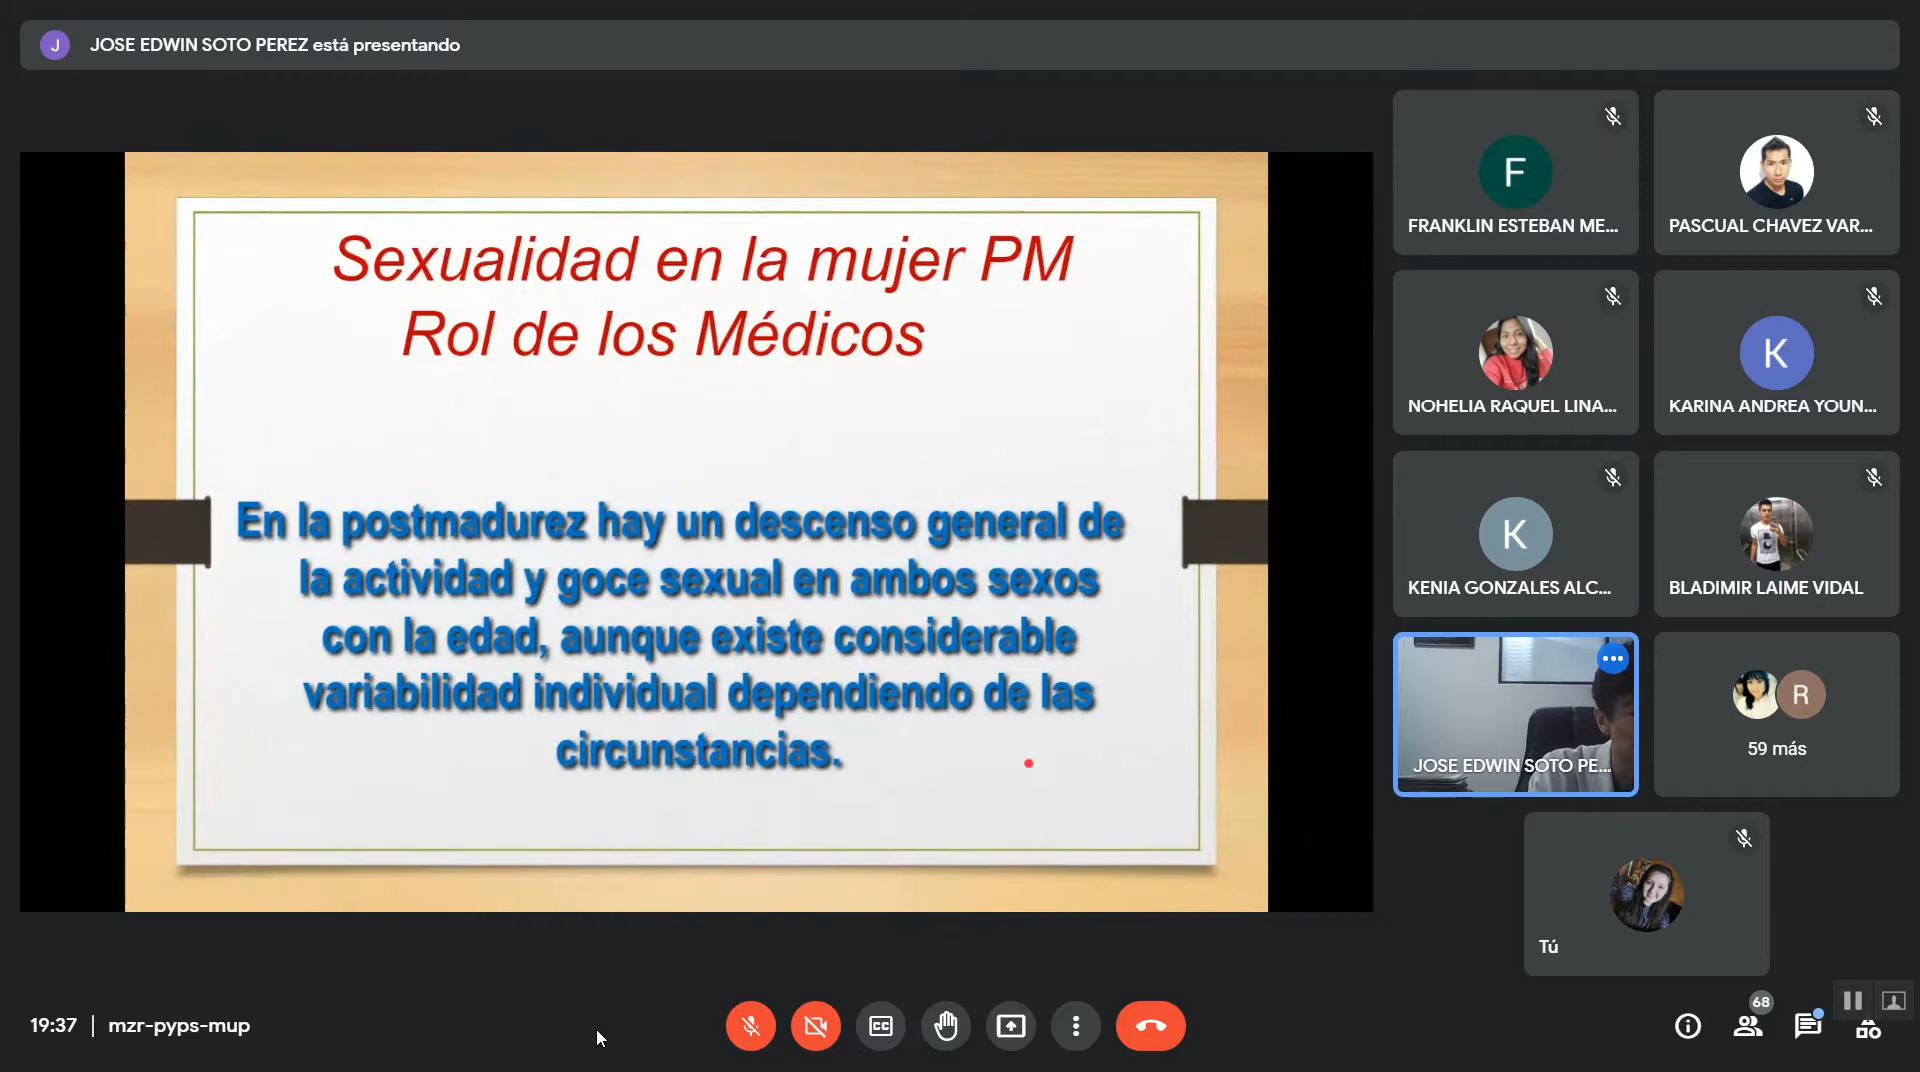 J
JOSE EDWIN SOTO PEREZ está presentando
Sexualidad en la mujer PM
Rol de los Médicos
En la postmadurez hay un descenso general de
la actividad y goce sexual en ambos sexos
con la edad, aunque existe considerable
variabilidad individual dependiendo de las
circunstancias.
F
FRANKLIN ESTEBAN ME...
PASCUAL CHAVEZ VAR...
NOHELIA RAQUEL LINA...
K
KARINA ANDREA YOUN...
K
KENIA GONZALES ALC...
BLADIMIR LAIME VIDAL
JOSE EDWIN SOTO PE...
R
59 más
Tú
19:37 | mzr-pyps-mup
CC
68